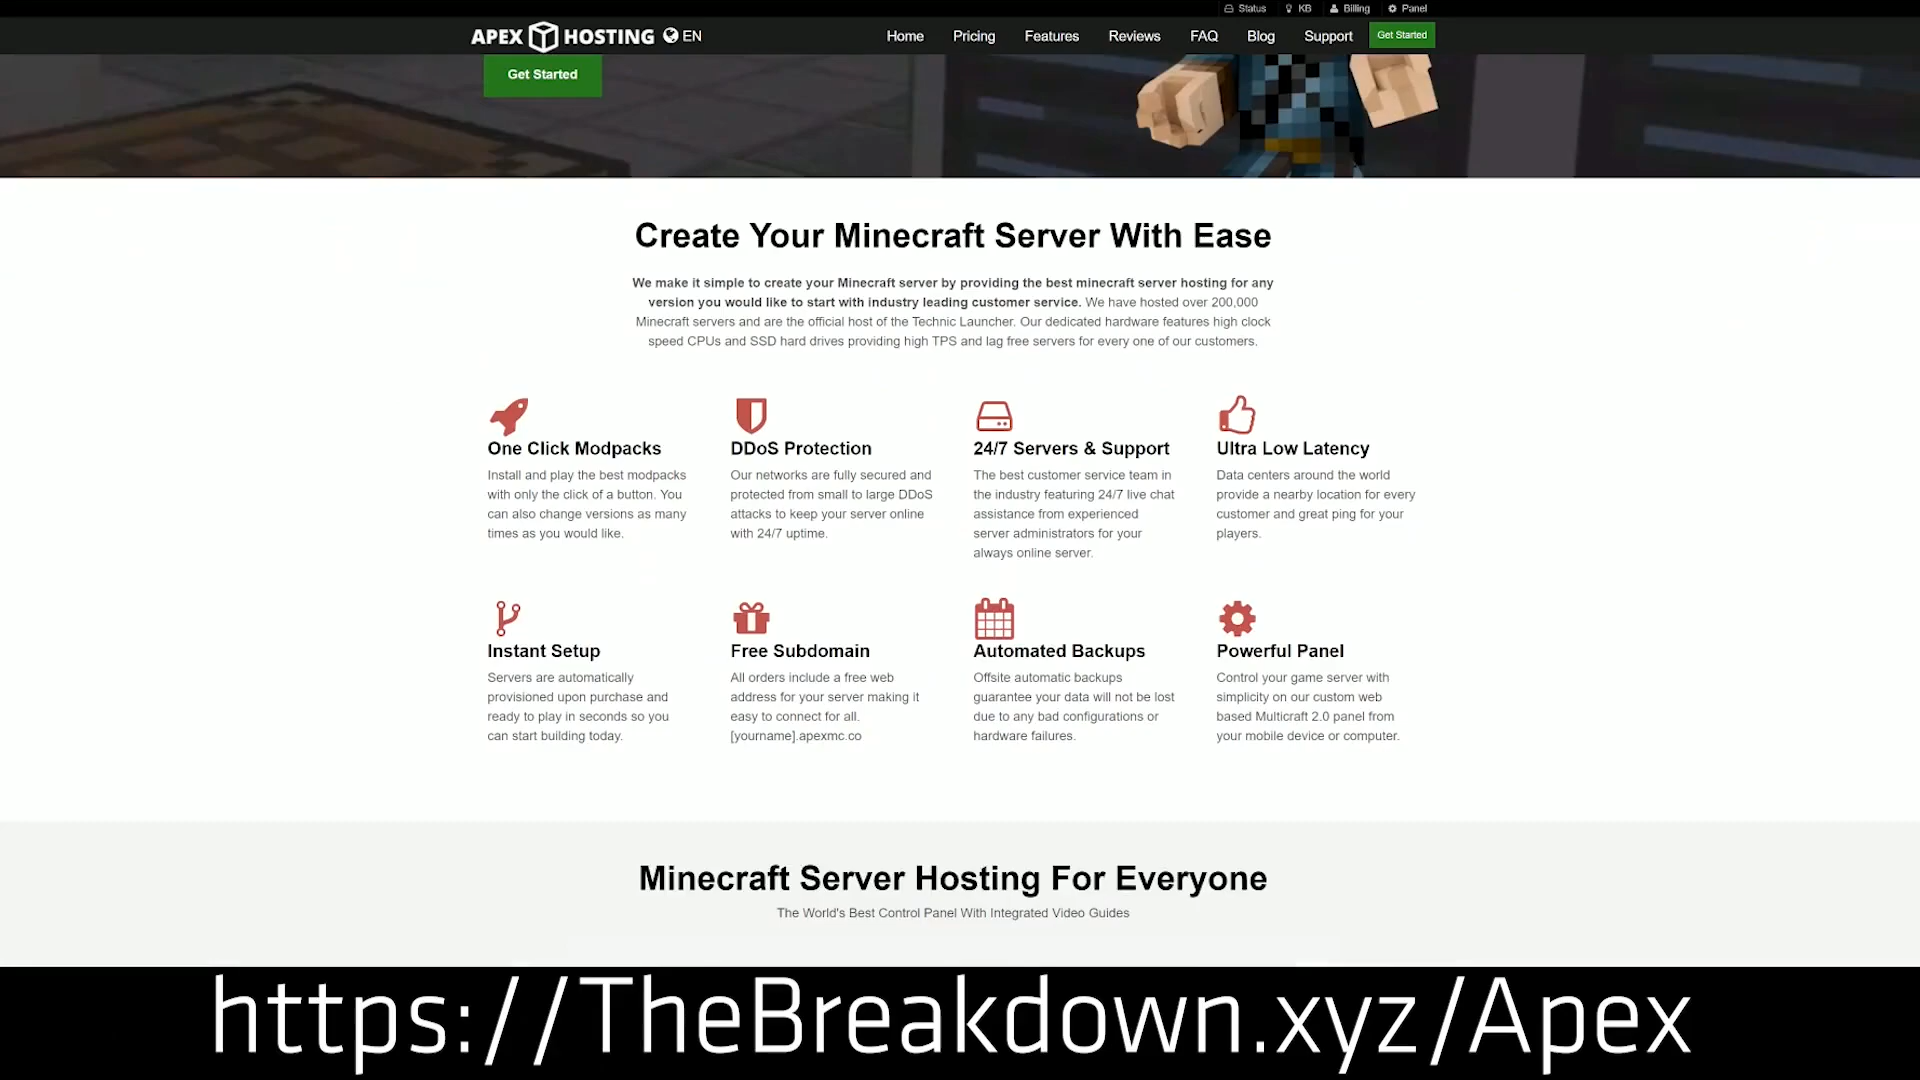 Status KB Billing Panel
APEX HOSTING EN Home Pricing Features Reviews FAQ Blog Support Get Started
Get Started
Create Your Minecraft Server With Ease
We make it simple to create your Minecraft server by providing the best minecraft server hosting for any
version you would like to start with industry leading customer service. We have hosted over 200,000
Minecraft servers and are the official host of the Technic Launcher. Our dedicated hardware features high clock
speed CPUs and SSD hard drives providing high TPS and lag free servers for every one of our customers.
One Click Modpacks
Install and play the best modpacks
with only the click of a button. You
can also change versions as many
times as you would like.
DDoS Protection
Our networks are fully secured and
protected from small to large DDoS
attacks to keep your server online
with 24/7 uptime.
24/7 Servers & Support
The best customer service team in
the industry featuring 24/7 live chat
assistance from experienced
server administrators for your
always online server.
Ultra Low Latency
Data centers around the world
provide a nearby location for every
customer and great ping for your
players.
Instant Setup
Servers are automatically
provisioned upon purchase and
ready to play in seconds so you
can start building today.
Free Subdomain
All orders include a free web
address for your server making it
easy to connect for all.
[yourname].apexmc.co
Automated Backups
Offsite automatic backups
guarantee your data will not be lost
due to any bad configurations or
hardware failures.
Powerful Panel
Control your game server with
simplicity on our custom web
based Multicraft 2.0 panel from
your mobile device or computer.
Minecraft Server Hosting For Everyone
The World's Best Control Panel With Integrated Video Guides
https://TheBreakdown.xyz/Apex